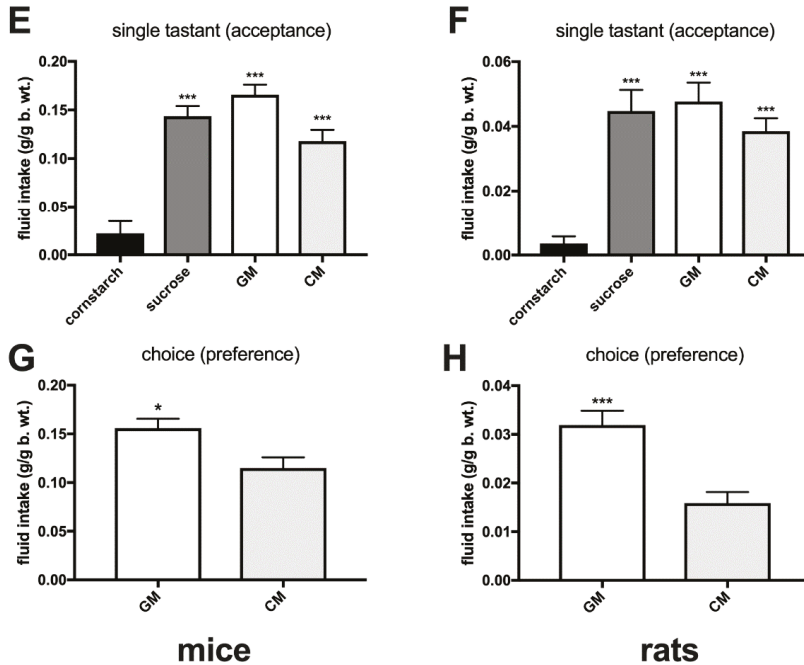 E
single tastant (acceptance)
fluid intake (g/g b. wt.)
0.20
0.15
0.10
0.05
0.00
***
***
***
cornstarch
sucrose
GM
CM
F
single tastant (acceptance)
fluid intake (g/g b. wt.)
0.06
0.04
0.02
0.00
***
***
***
cornstarch
sucrose
GM
CM
G
choice (preference)
fluid intake (g/g b. wt.)
0.20
0.15
0.10
0.05
0.00
*
GM
CM
mice
H
choice (preference)
fluid intake (g/g b. wt.)
0.04
0.03
0.02
0.01
0.00
***
GM
CM
rats